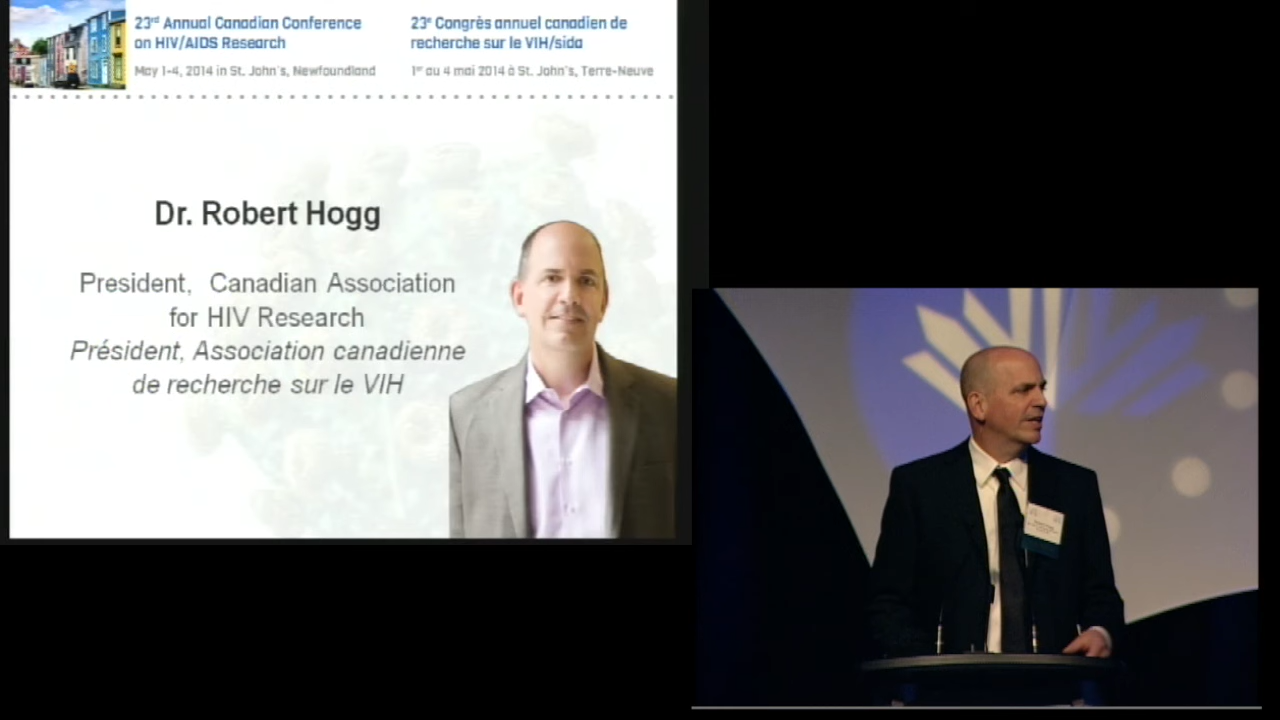 23rd Annual Canadian Conference
on HIV/AIDS Research
May 1-4, 2014 in St. John's, Newfoundland
23e Congrès annuel canadien de
recherche sur le VIH/sida
1er au 4 mai 2014 à St. John's, Terre-Neuve
Dr. Robert Hogg
President, Canadian Association
for HIV Research
Président, Association canadienne
de recherche sur le VIH